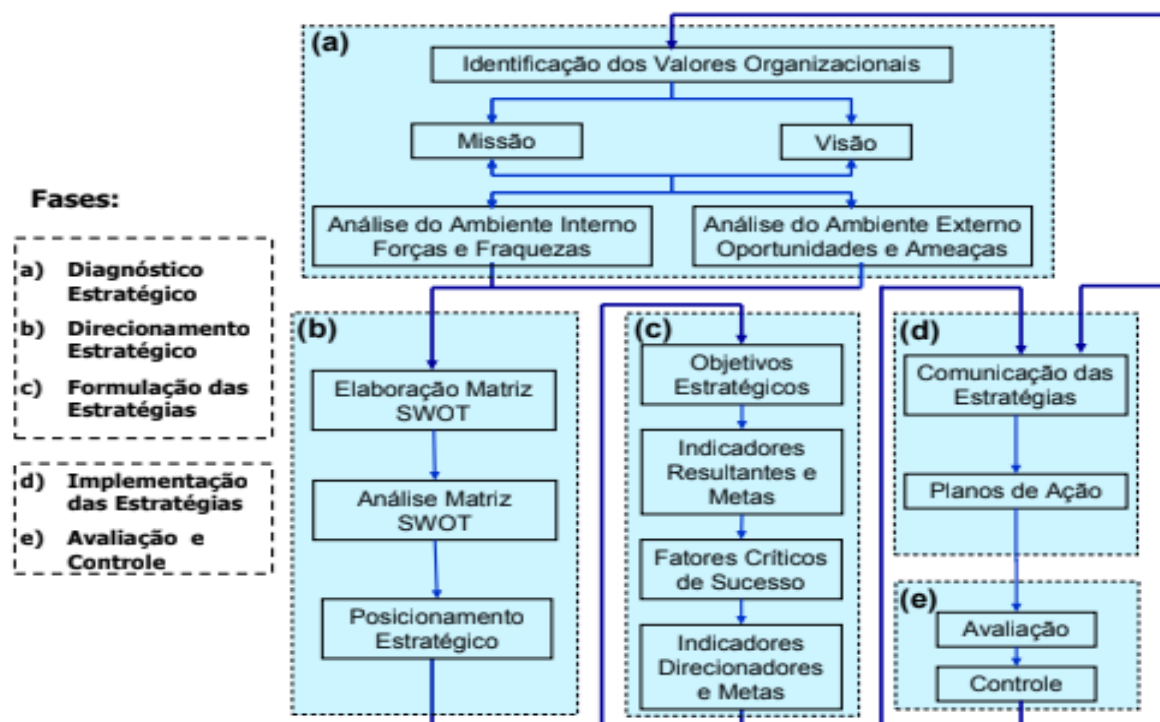 Fases:
a) Diagnóstico
Estratégico
b) Direcionamento
Estratégico
c) Formulação das
Estratégias
d) Implementação
das Estratégias
e) Avaliação e
Controle
(a)
Identificação dos Valores Organizacionais
Missão
Visão
Análise do Ambiente Interno
Forças e Fraquezas
Análise do Ambiente Externo
Oportunidades e Ameaças
(b)
Elaboração Matriz
SWOT
Análise Matriz
SWOT
Posicionamento
Estratégico
(c)
Objetivos
Estratégicos
Indicadores
Resultantes e
Metas
Fatores Críticos
de Sucesso
Indicadores
Direcionadores
e Metas
(d)
Comunicação das
Estratégias
Planos de Ação
(e)
Avaliação
Controle